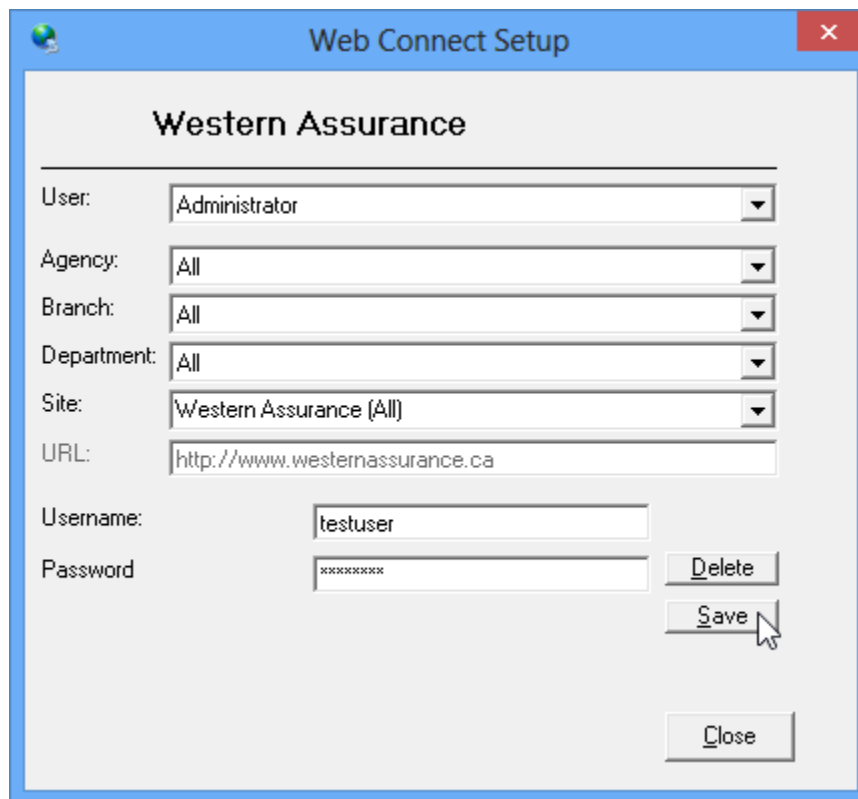 Web Connect Setup
Western Assurance
User: Administrator
Agency: All
Branch: All
Department: All
Site: Western Assurance (All)
URL: http://www.westernassurance.ca
Username: testuser
Password ********
Delete
Save
Close